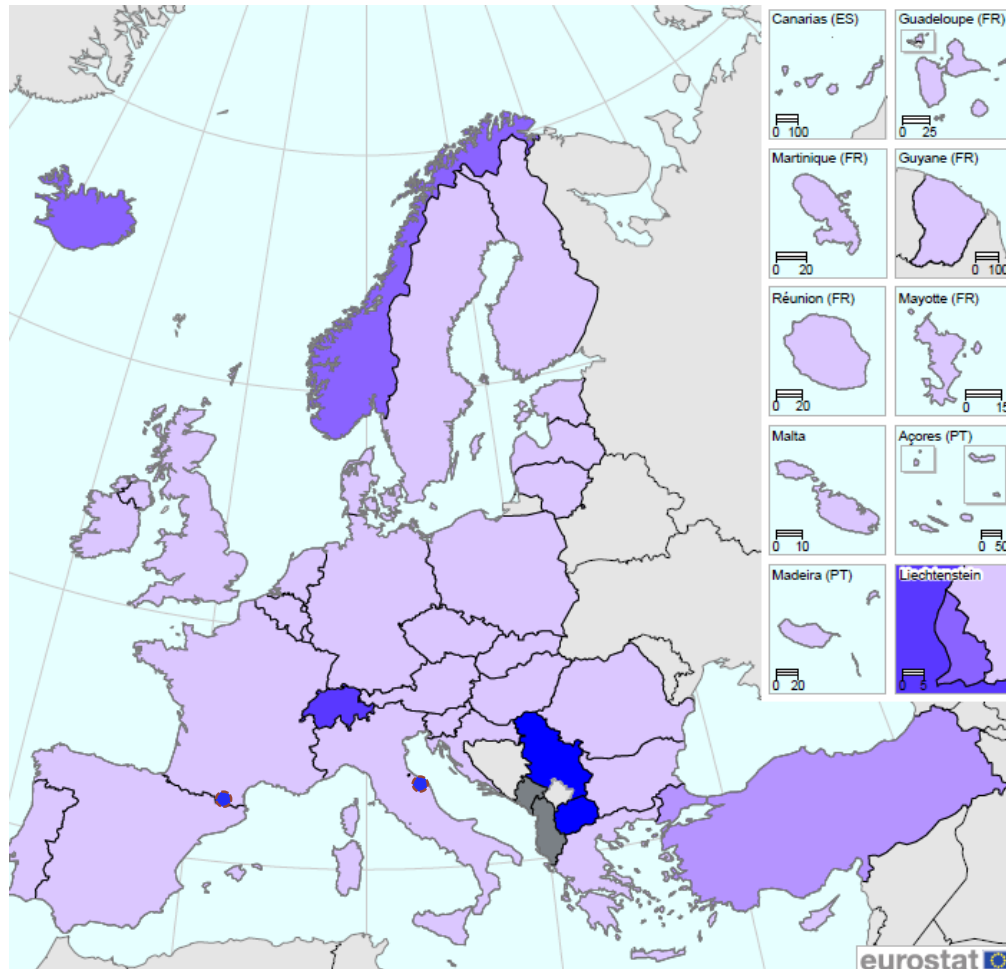 Canarias (ES)
0 100
Guadeloupe (FR)
0 25
Martinique (FR)
0 20
Guyane (FR)
0 100
Réunion (FR)
0 20
Mayotte (FR)
0 15
Malta
0 10
Açores (PT)
0 50
Madeira (PT)
0 20
Liechtenstein
0 5
eurostat